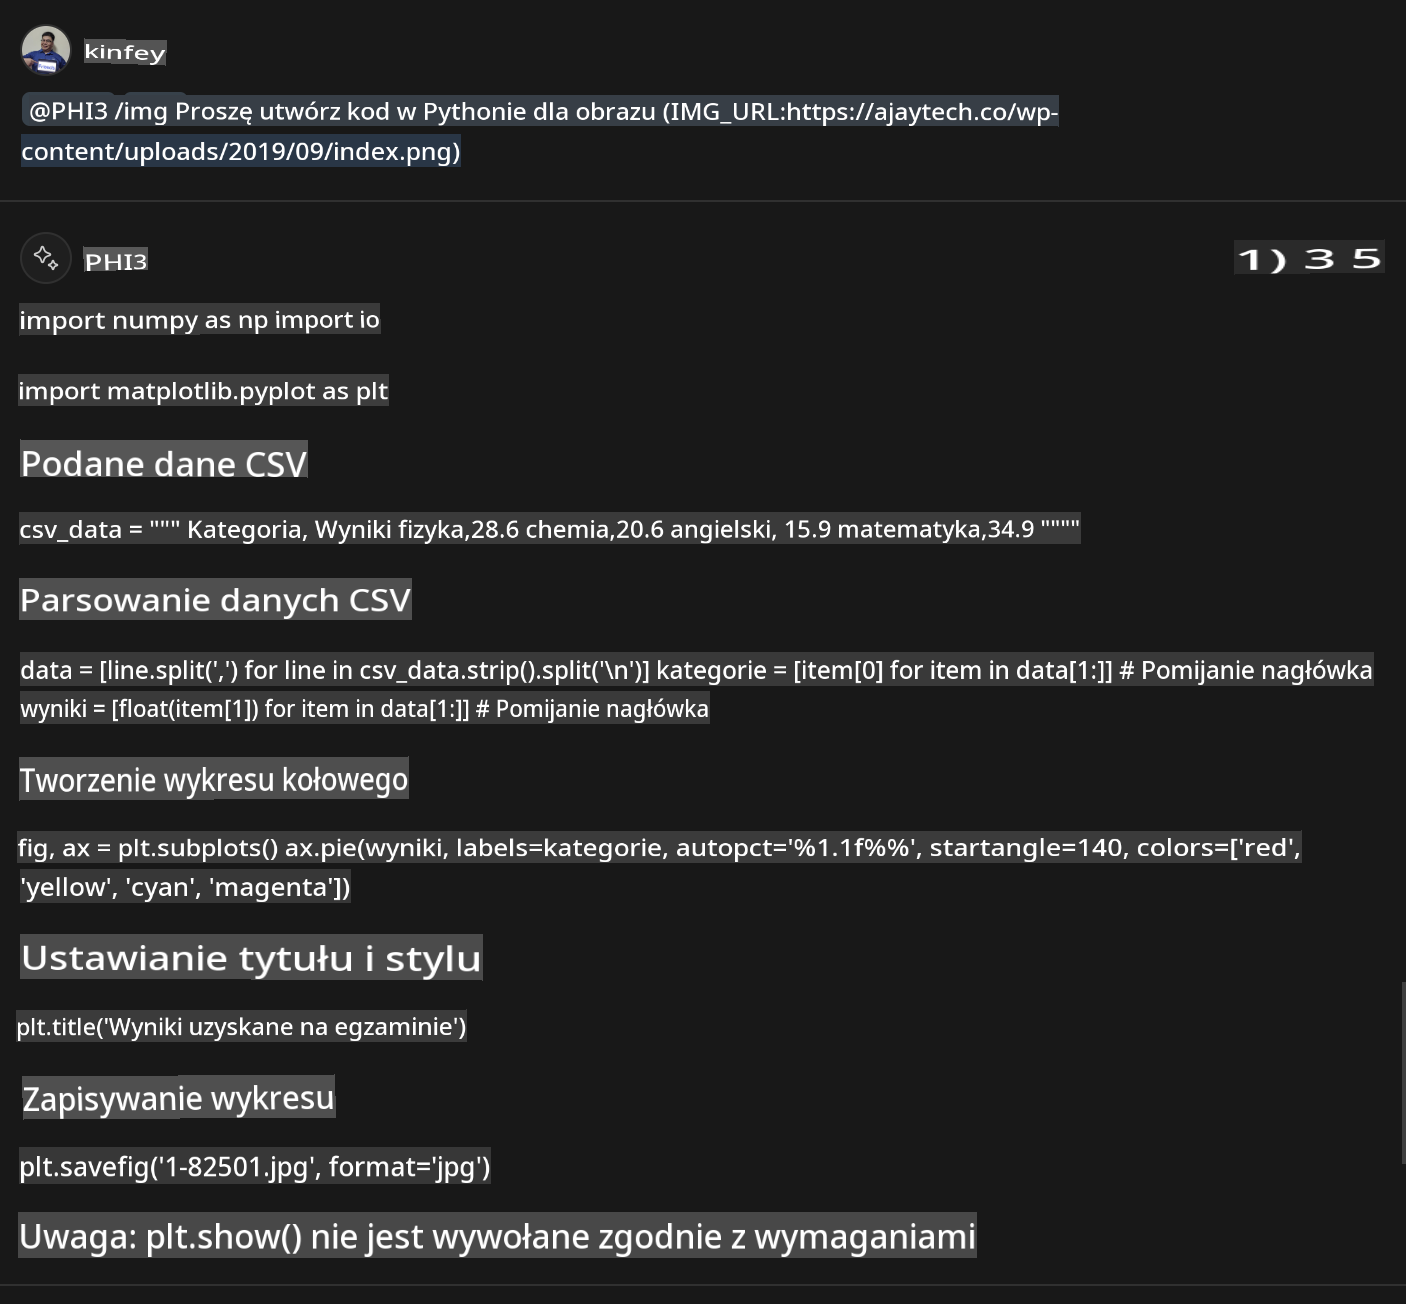 kinfey
@PHI3 /img Proszę utwórz kod w Pythonie dla obrazu (IMG_URL:https://ajaytech.co/wp-
content/uploads/2019/09/index.png)
PHI3
1) 3 5
import numpy as np import io
import matplotlib.pyplot as plt
Podane dane CSV
csv_data = """ Kategoria, Wyniki fizyka,28.6 chemia,20.6 angielski, 15.9 matematyka,34.9 """"
Parsowanie danych CSV
data = [line.split(',') for line in csv_data.strip().split('\n')] kategorie = [item[0] for item in data[1:]] # Pomijanie nagłówka
wyniki = [float(item[1]) for item in data[1:]] # Pomijanie nagłówka
Tworzenie wykresu kołowego
fig, ax = plt.subplots() ax.pie(wyniki, labels=kategorie, autopct='%1.1f%%', startangle=140, colors=['red',
'yellow', 'cyan', 'magenta'])
Ustawianie tytułu i stylu
plt.title('Wyniki uzyskane na egzaminie')
Zapisywanie wykresu
plt.savefig('1-82501.jpg', format='jpg')
Uwaga: plt.show() nie jest wywołane zgodnie z wymaganiami